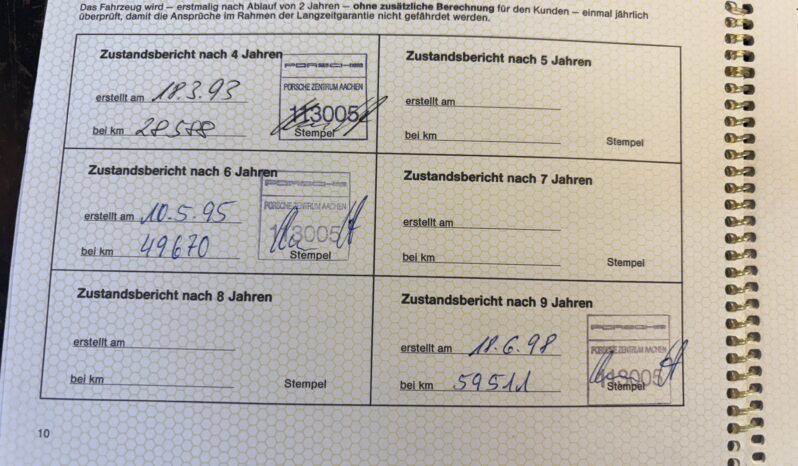 Das Fahrzeug wird – erstmalig nach Ablauf von 2 Jahren – ohne zusätzliche Berechnung für den Kunden – einmal jährlich
überprüft, damit die Ansprüche im Rahmen der Langzeitgarantie nicht gefährdet werden.
Zustandsbericht nach 4 Jahren
PORSCHE
PORSCHE ZENTRUM AACHEN
erstellt am 18.3.93
113005
bei km 28588
Stempel
Zustandsbericht nach 5 Jahren
erstellt am
bei km
Stempel
Zustandsbericht nach 6 Jahren
PORSCHE
PORSCHE ZENTRUM AACHEN
erstellt am 10.5.95
113005
bei km 49670
Stempel
Zustandsbericht nach 7 Jahren
erstellt am
bei km
Stempel
Zustandsbericht nach 8 Jahren
erstellt am
bei km
Stempel
Zustandsbericht nach 9 Jahren
PORSCHE
PORSCHE ZENTRUM AACHEN
erstellt am 18.6.98
113005
bei km 59511
Stempel
10